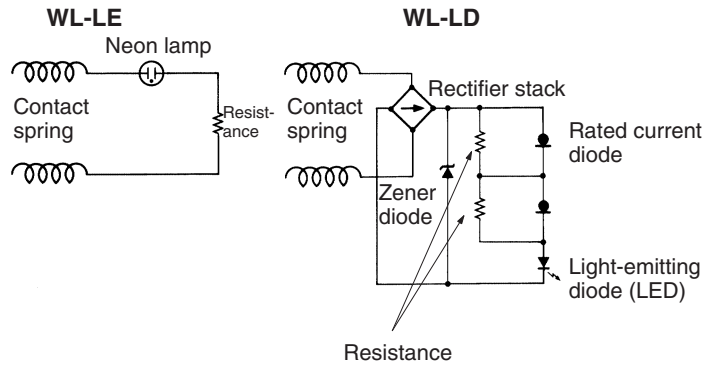 WL-LE
Neon lamp
Contact
spring
Resist-
ance
WL-LD
Rectifier stack
Contact
spring
Zener
diode
Rated current
diode
Light-emitting
diode (LED)
Resistance